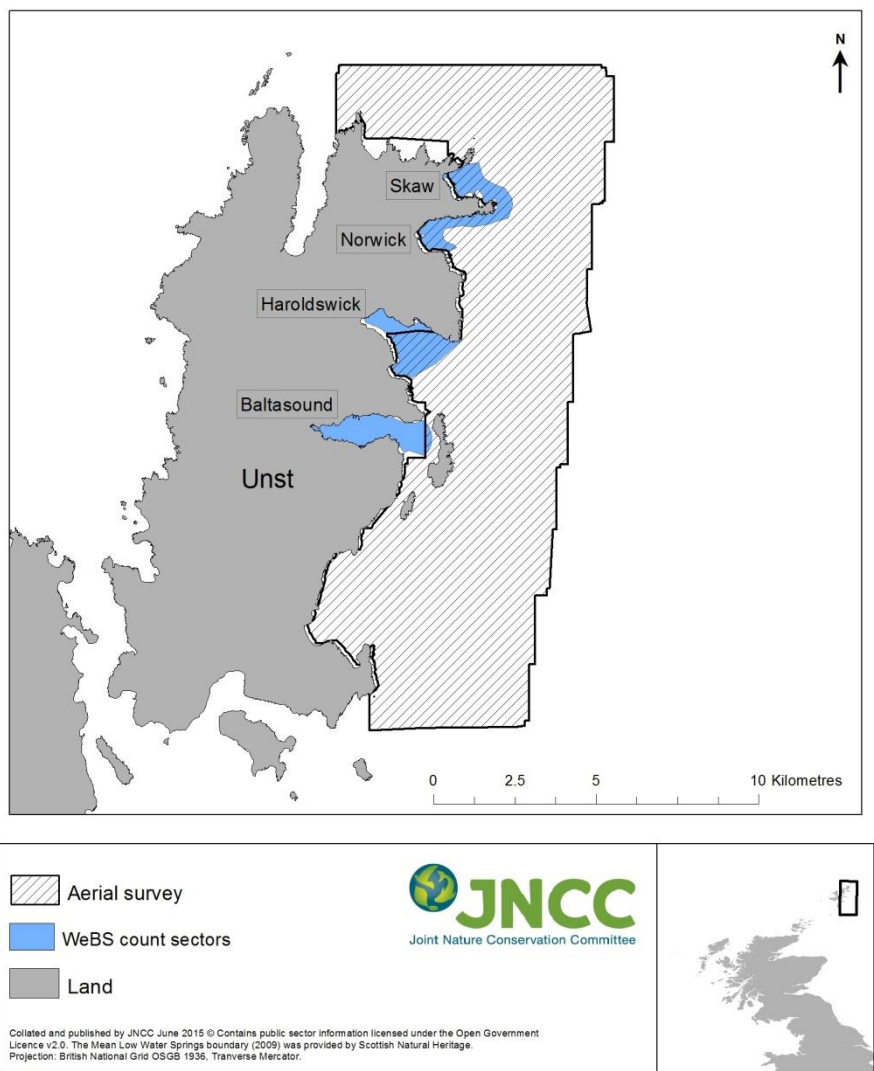 N
Skaw
Norwick
Haroldswick
Baltasound
Unst
0 2.5 5 10 Kilometres
Aerial survey
WeBS count sectors
Land
JNCC
Joint Nature Conservation Committee
Collated and published by JNCC June 2015 © Contains public sector information licensed under the Open Government
Licence v2.0. The Mean Low Water Springs boundary (2009) was provided by Scottish Natural Heritage.
Projection: British National Grid OSGB 1936, Tranverse Mercator.